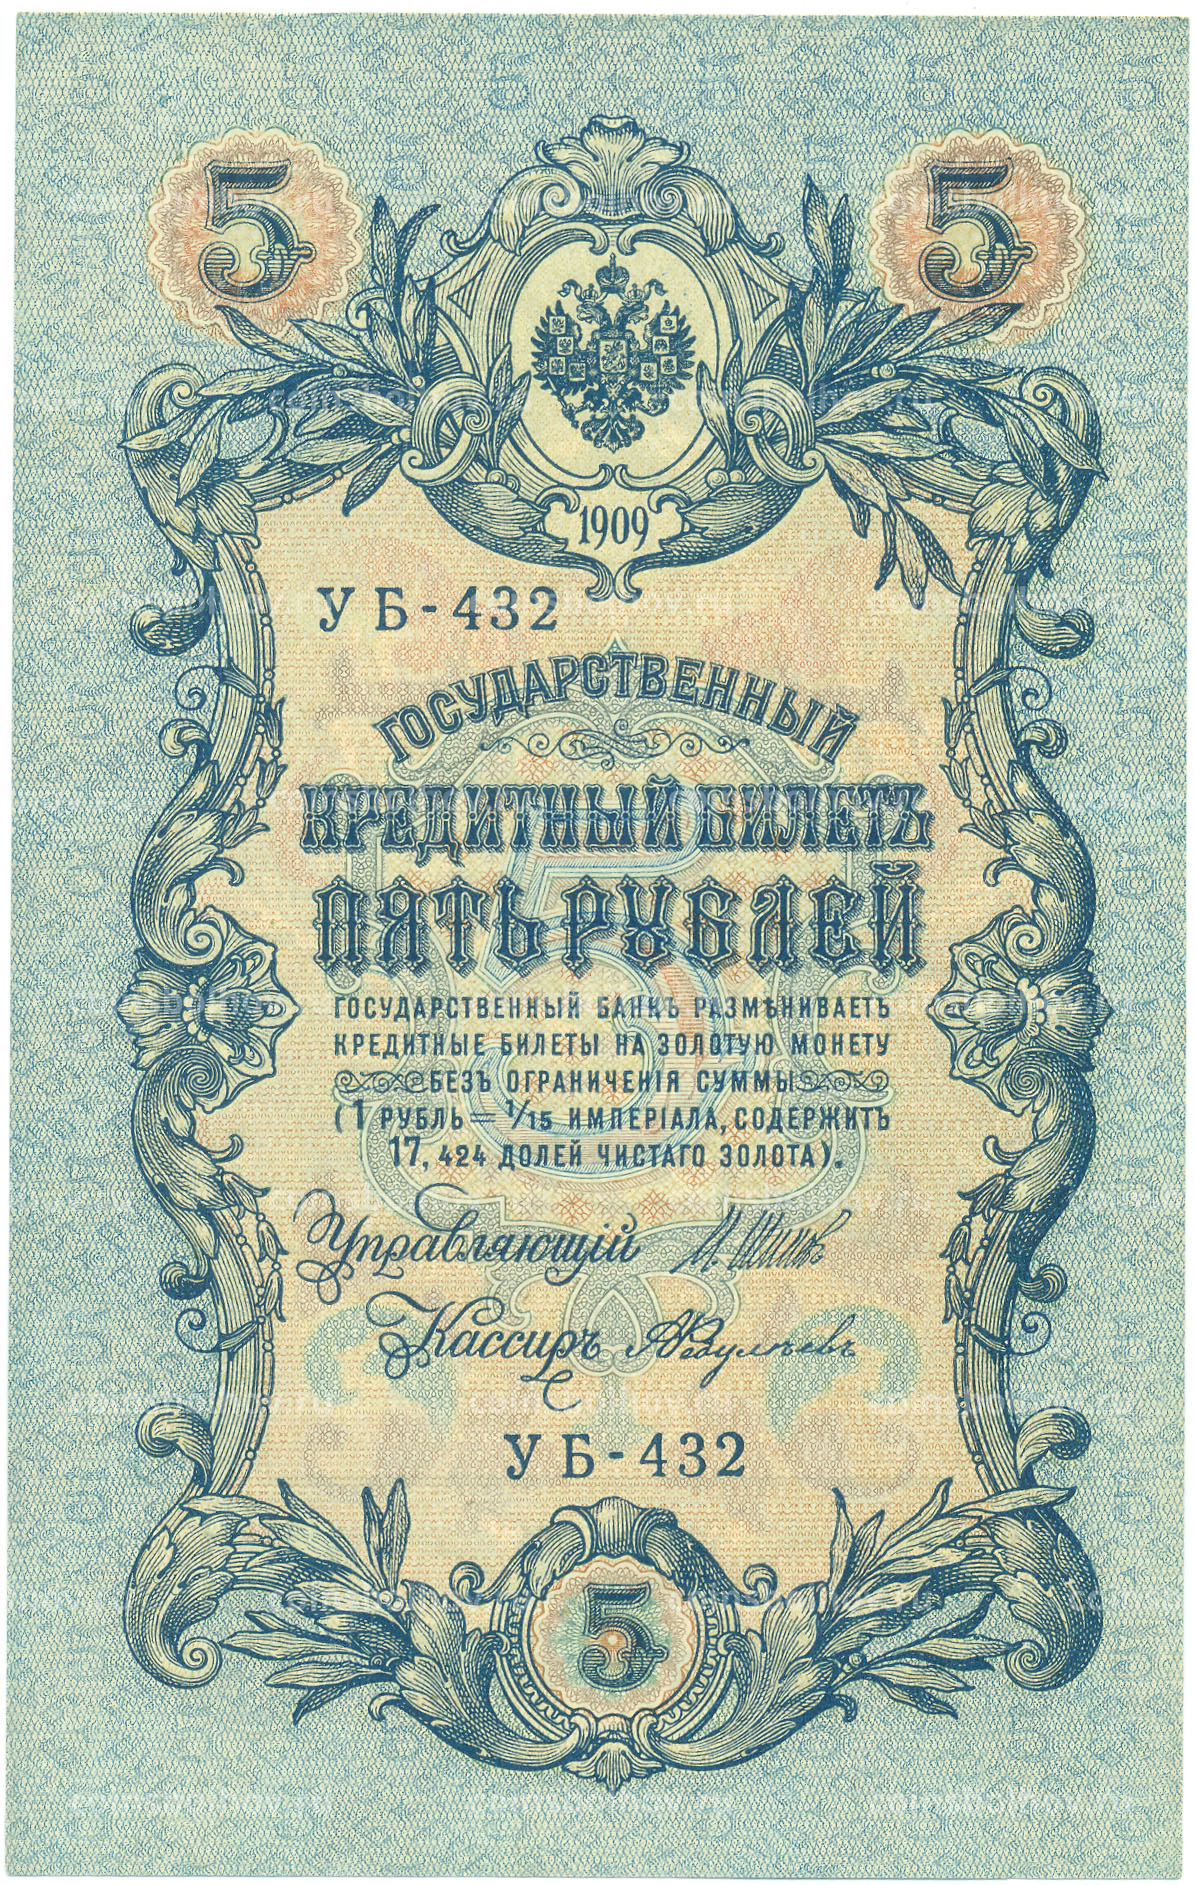 5 5
1909
УБ-432
ГОСУДАРСТВЕННЫЙ
КРЕДИТНЫЙ БИЛЕТЪ
ПЯТЬ РУБЛЕЙ
ГОСУДАРСТВЕННЫЙ БАНКЪ РАЗМѢНИВАЕТЪ
КРЕДИТНЫЕ БИЛЕТЫ НА ЗОЛОТУЮ МОНЕТУ
БЕЗЪ ОГРАНИЧЕНІЯ СУММЫ
(1 РУБЛЬ = 1/15 ИМПЕРІАЛА, СОДЕРЖИТЪ
17,424 ДОЛЕЙ ЧИСТАГО ЗОЛОТА).
Управляющій И. Шиповъ
Кассиръ
УБ-432
5